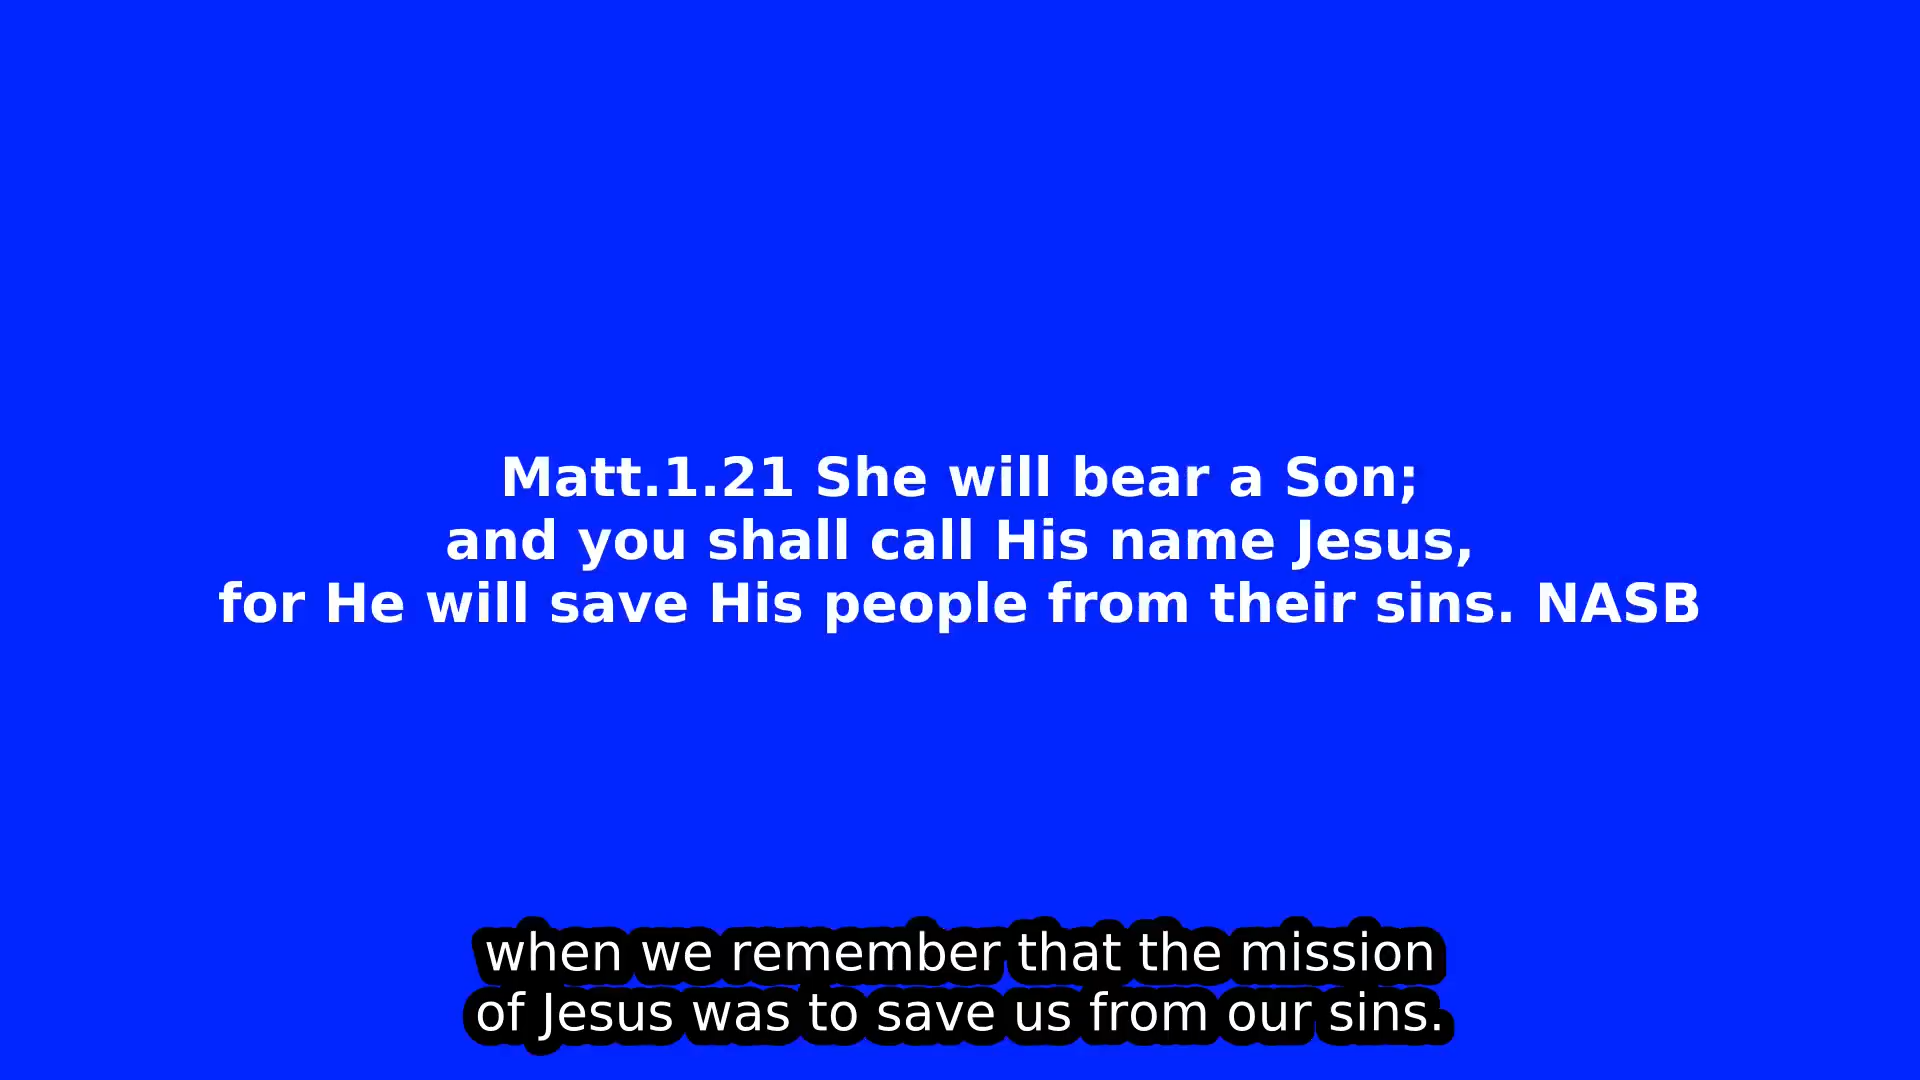 Matt.1.21 She will bear a Son;
and you shall call His name Jesus,
for He will save His people from their sins. NASB
when we remember that the mission
of Jesus was to save us from our sins.